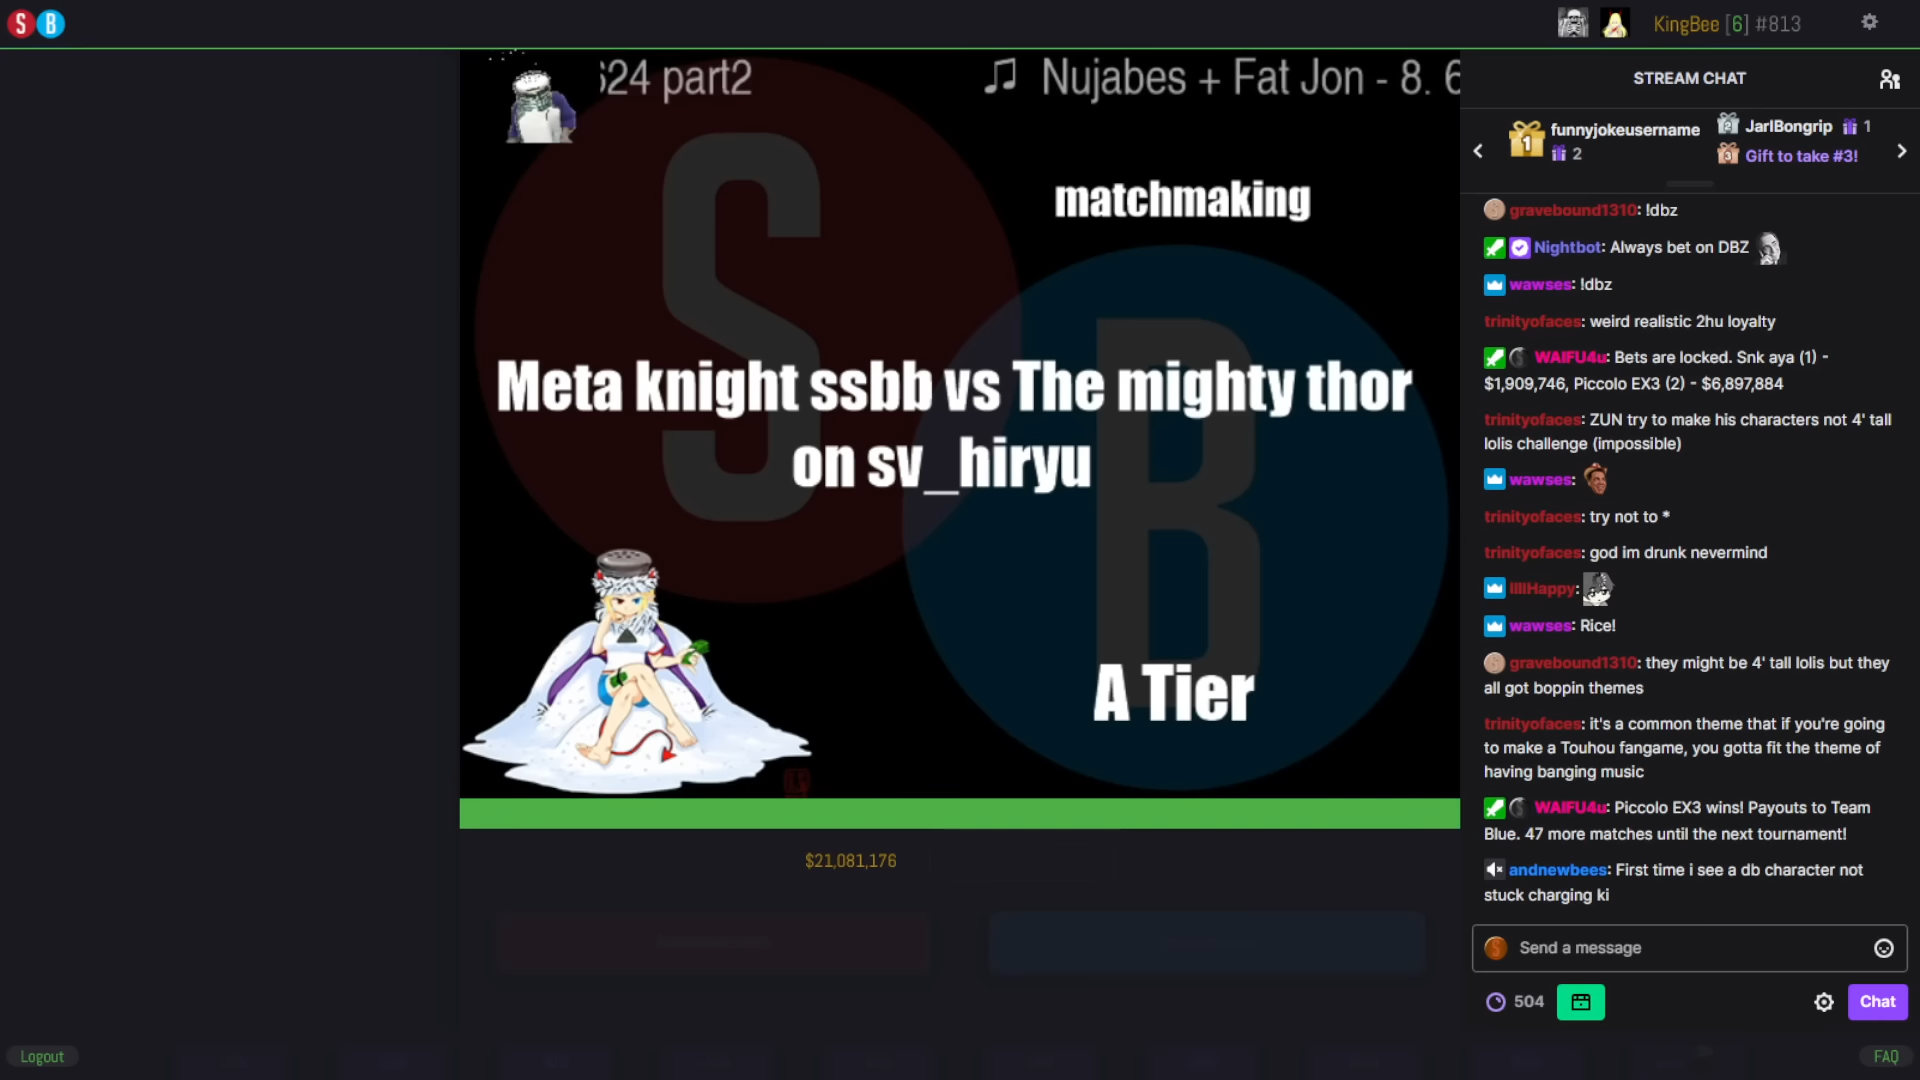 S B
KingBee [6] #813
STREAM CHAT
524 part2
♫ Nujabes + Fat Jon - 8. 6
matchmaking
Meta knight ssbb vs The mighty thor
on sv_hiryu
A Tier
$21,081,176
1 funnyjokeusername
2
2 JarlBongrip 1
3 Gift to take #3!
gravebound1310: !dbz
Nightbot: Always bet on DBZ
wawses: !dbz
trinityofaces: weird realistic 2hu loyalty
WAIFU4u: Bets are locked. Snk aya (1) -
$1,909,746, Piccolo EX3 (2) - $6,897,884
trinityofaces: ZUN try to make his characters not 4' tall
lolis challenge (impossible)
wawses:
trinityofaces: try not to *
trinityofaces: god im drunk nevermind
:
wawses: Rice!
gravebound1310: they might be 4' tall lolis but they
all got boppin themes
trinityofaces: it's a common theme that if you're going
to make a Touhou fangame, you gotta fit the theme of
having banging music
WAIFU4u: Piccolo EX3 wins! Payouts to Team
Blue. 47 more matches until the next tournament!
andnewbees: First time i see a db character not
stuck charging ki
Send a message
504
Chat
Logout
FAQ